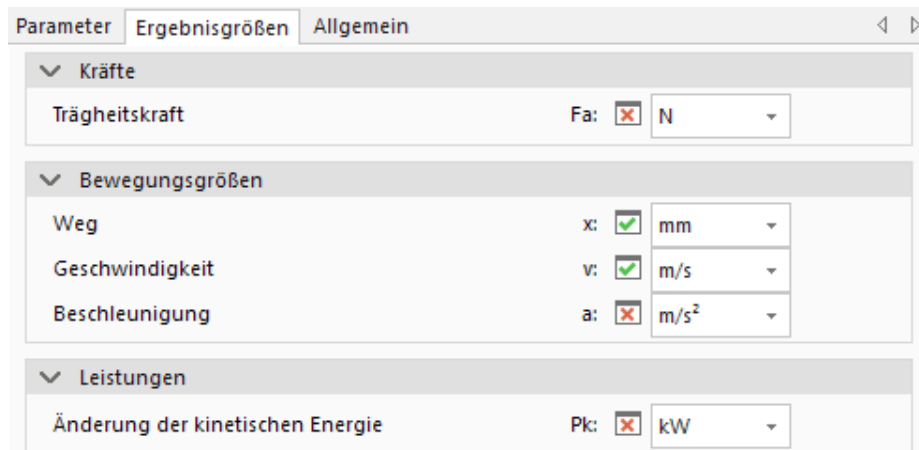 Parameter Ergebnisgrößen Allgemein
Kräfte
Trägheitskraft Fa: N
Bewegungsgrößen
Weg x: mm
Geschwindigkeit v: m/s
Beschleunigung a: m/s²
Leistungen
Änderung der kinetischen Energie Pk: kW